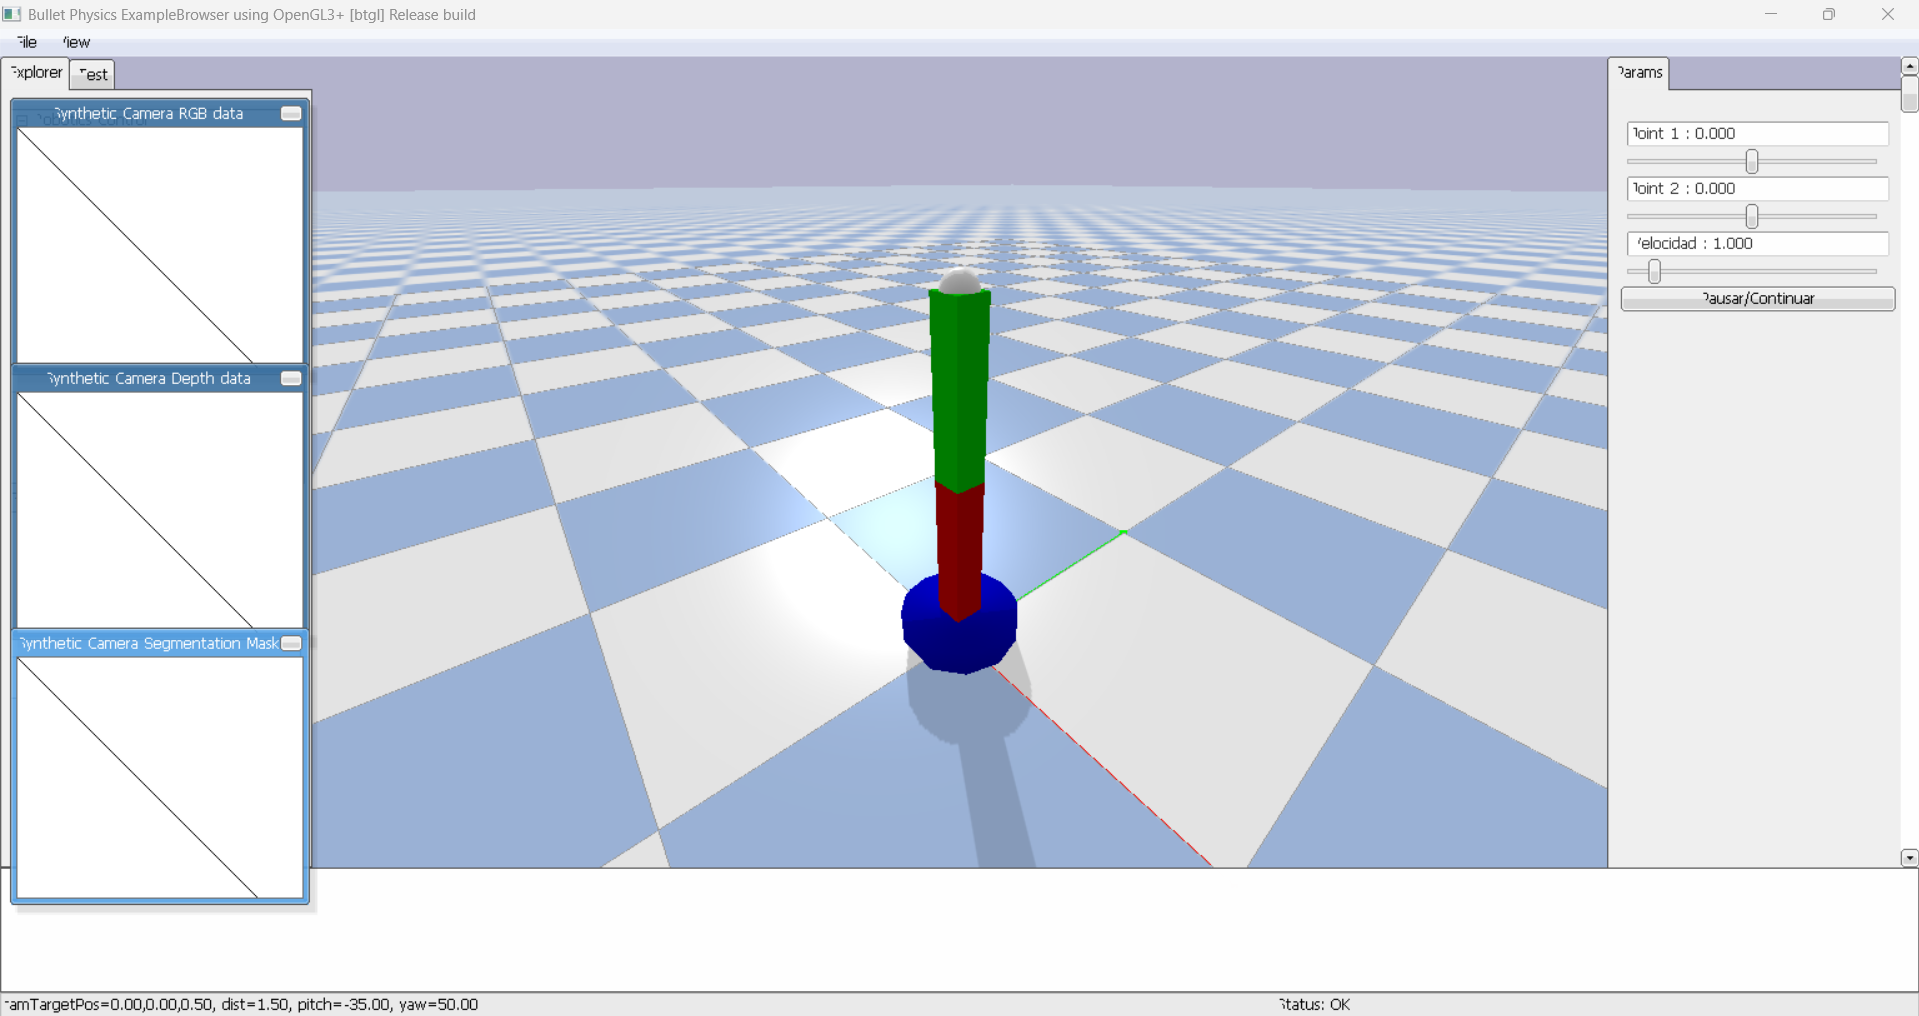 Bullet Physics ExampleBrowser using OpenGL3+ [btgl] Release build
File View
Explorer Test
Synthetic Camera RGB data
Robotics Control
Synthetic Camera Depth data
Synthetic Camera Segmentation Mask
Params
Joint 1 : 0.000
Joint 2 : 0.000
Velocidad : 1.000
Pausar/Continuar
camTargetPos=0.00,0.00,0.50, dist=1.50, pitch=-35.00, yaw=50.00
Status: OK